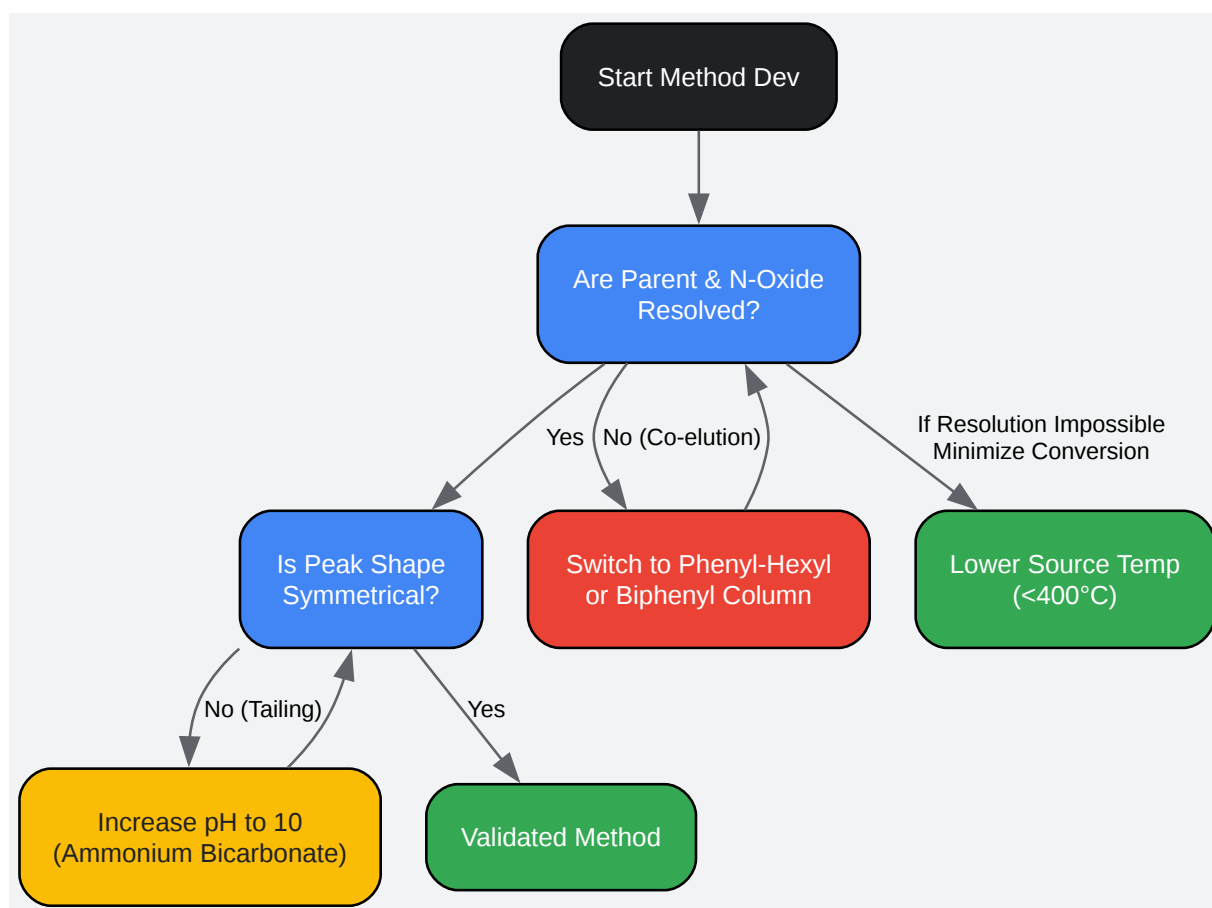 Start Method Dev
Are Parent & N-Oxide
Resolved?
Yes
No (Co-elution)
If Resolution Impossible
Minimize Conversion
Is Peak Shape
Symmetrical?
Switch to Phenyl-Hexyl
or Biphenyl Column
Lower Source Temp
(<400°C)
No (Tailing)
Yes
Increase pH to 10
(Ammonium Bicarbonate)
Validated Method